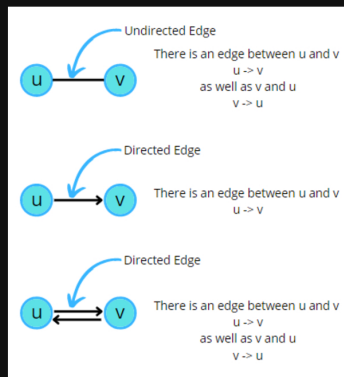 Undirected Edge
There is an edge between u and v
u -> v
as well as v and u
v -> u
u v
Directed Edge
There is an edge between u and v
u -> v
u v
Directed Edge
There is an edge between u and v
u -> v
as well as v and u
v -> u
u v